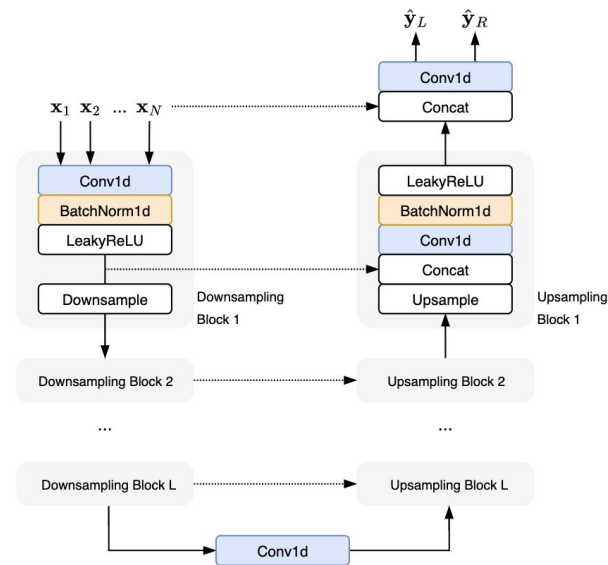 ŷ_L ŷ_R
Conv1d
Concat
x_1 x_2 ... x_N
Conv1d
BatchNorm1d
LeakyReLU
Downsample
Downsampling
Block 1
LeakyReLU
BatchNorm1d
Conv1d
Concat
Upsample
Upsampling
Block 1
Downsampling Block 2
Upsampling Block 2
...
...
Downsampling Block L
Upsampling Block L
Conv1d